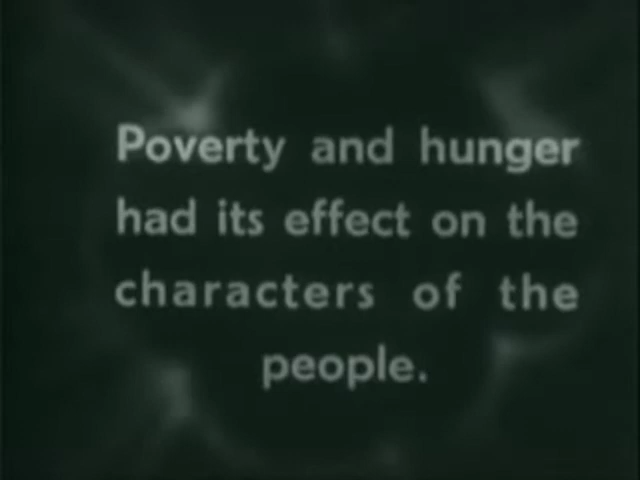 Poverty and hunger
had its effect on the
characters of the
people.